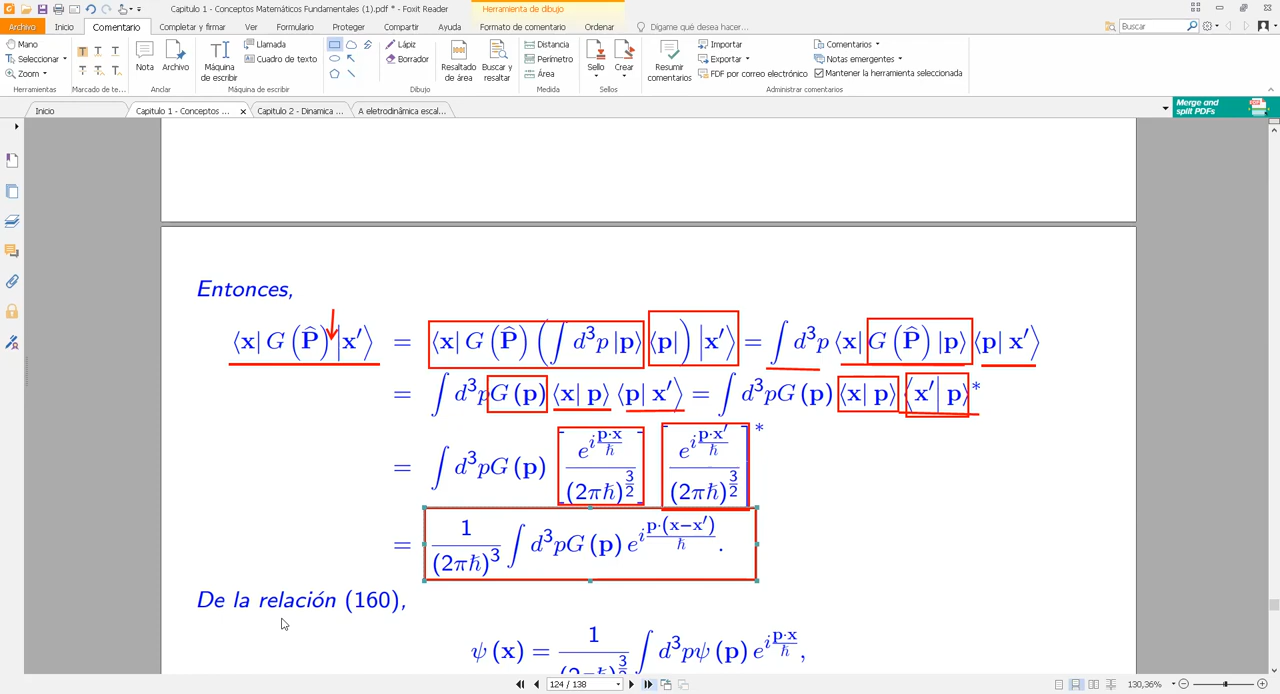 Capitulo 1 - Conceptos Matemáticos Fundamentales (1).pdf * - Foxit Reader
Herramienta de dibujo
Archivo Inicio Comentario Completar y firmar Ver Formulario Proteger Compartir Ayuda Formato de comentario Ordenar Dígame qué desea hacer... Buscar
Mano
Seleccionar
Zoom
Herramientas
T T T
T T T
Marcado de te...
Nota
Archivo
Anclar
Máquina de escribir
Llamada
Cuadro de texto
Máquina de escribir
Lápiz
Borrador
Dibujo
Resaltado de área
Buscar y resaltar
Distancia
Perímetro
Área
Medida
Sello
Crear
Sellos
Resumir comentarios
Importar
Exportar
FDF por correo electrónico
Comentarios
Notas emergentes
Mantener la herramienta seleccionada
Administrar comentarios
Inicio Capitulo 1 - Conceptos ... Capitulo 2 - Dinamica ... A eletrodinâmica escal...
Merge and split PDFs
Entonces,
⟨x| G (P̂) |x′⟩ = ⟨x| G (P̂) (∫ d³p |p⟩ ⟨p|) |x′⟩ = ∫ d³p ⟨x| G (P̂) |p⟩ ⟨p| x′⟩
= ∫ d³pG (p) ⟨x| p⟩ ⟨p| x′⟩ = ∫ d³pG (p) ⟨x| p⟩ ⟨x′| p⟩*
= ∫ d³pG (p) [e^{i p·x/ħ} / (2πħ)^{3/2}] [e^{i p·x′/ħ} / (2πħ)^{3/2}]*
= 1/(2πħ)³ ∫ d³pG (p) e^{i p·(x−x′)/ħ}.
De la relación (160),
ψ (x) = 1/(2πħ)^{3/2} ∫ d³pψ (p) e^{i p·x/ħ},
124 / 138
130,36%